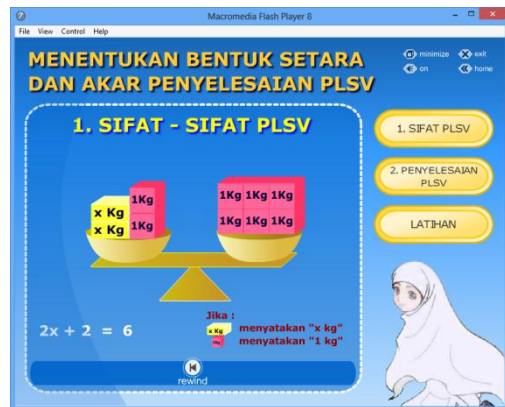 Macromedia Flash Player 8
File View Control Help
MENENTUKAN BENTUK SETARA
DAN AKAR PENYELESAIAN PLSV
minimize exit
on home
1. SIFAT - SIFAT PLSV
1. SIFAT PLSV
2. PENYELESAIAN
PLSV
LATIHAN
1Kg
x Kg
x Kg 1Kg
1Kg 1Kg 1Kg
1Kg 1Kg 1Kg
2x + 2 = 6
Jika :
x Kg menyatakan "x kg"
menyatakan "1 kg"
rewind